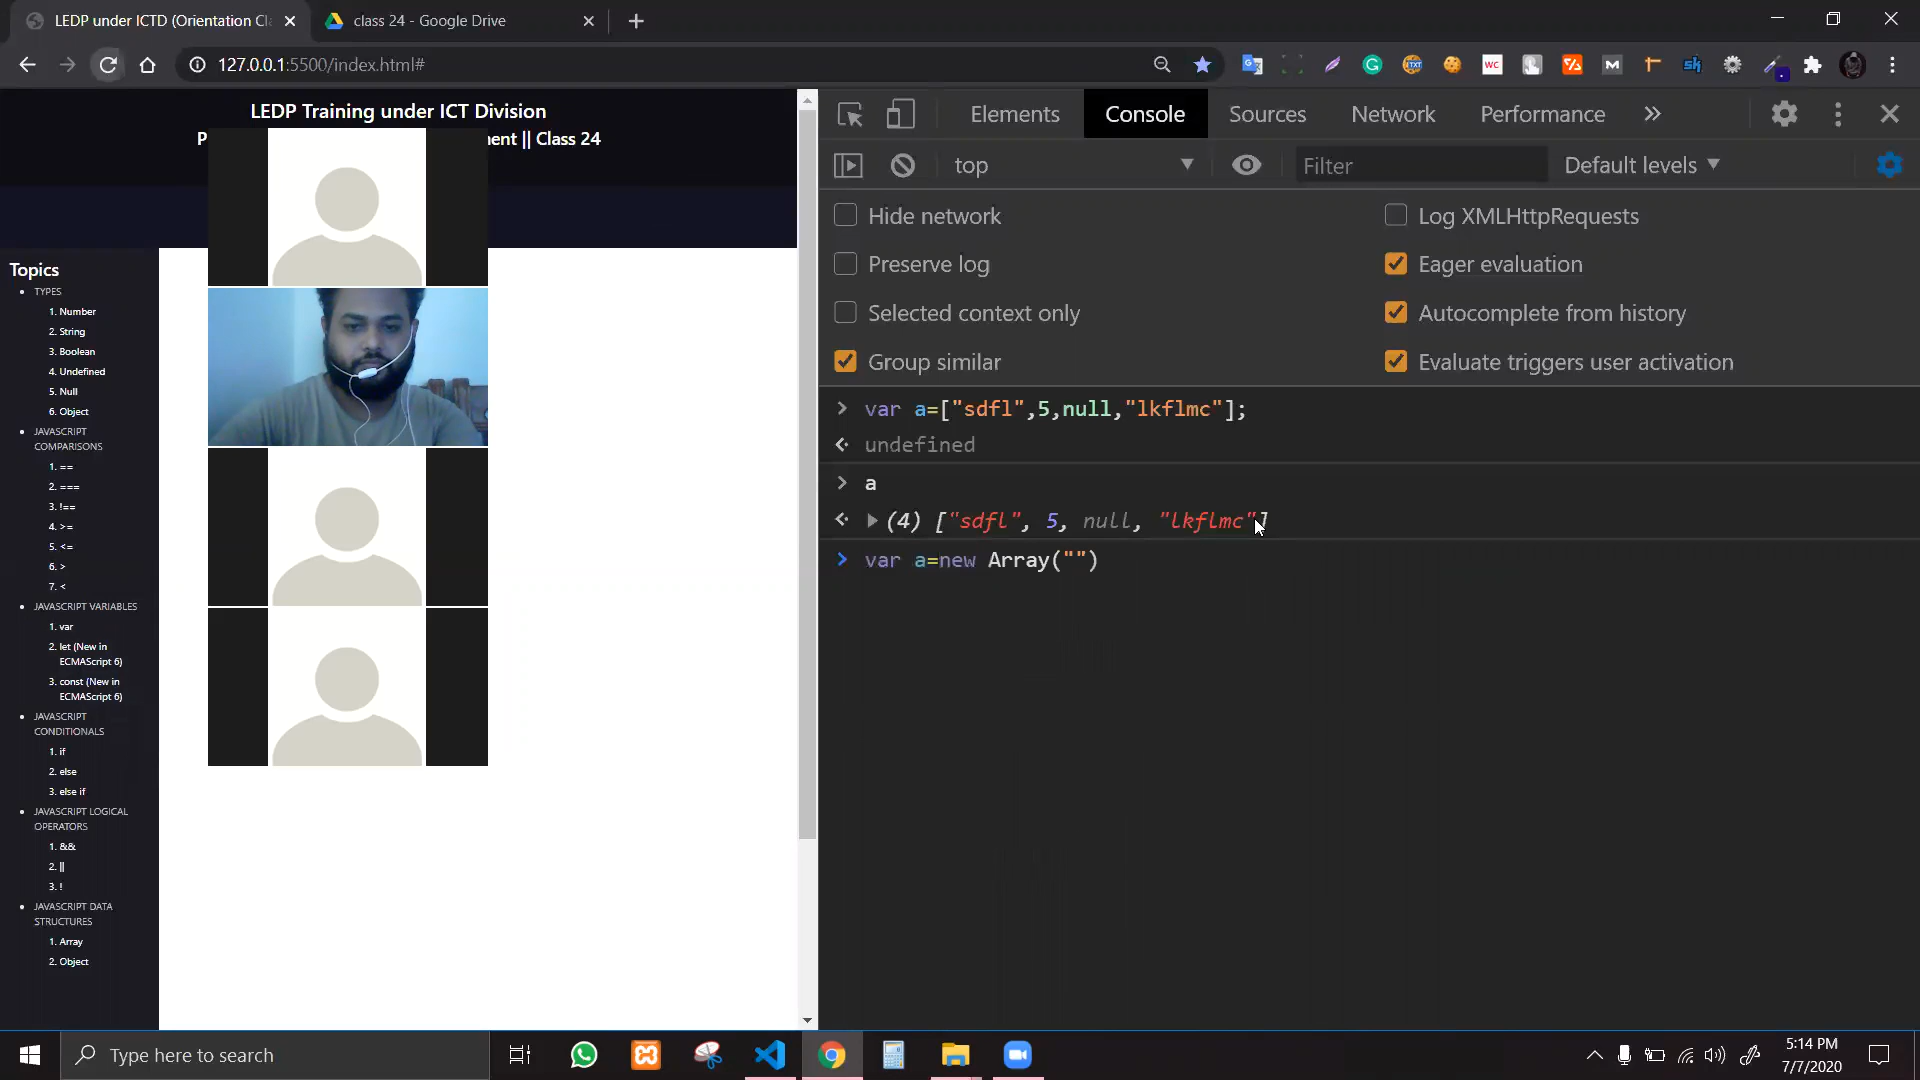 LEDP under ICTD (Orientation Cl
class 24 - Google Drive
127.0.0.1:5500/index.html#
LEDP Training under ICT Division
P
ent || Class 24
Topics
TYPES
1. Number
2. String
3. Boolean
4. Undefined
5. Null
6. Object
JAVASCRIPT
COMPARISONS
1. ==
2. ===
3. !==
4. >=
5. <=
6. >
7. <
JAVASCRIPT VARIABLES
1. var
2. let (New in
ECMAScript 6)
3. const (New in
ECMAScript 6)
JAVASCRIPT
CONDITIONALS
1. if
2. else
3. else if
JAVASCRIPT LOGICAL
OPERATORS
1. &&
2. ||
3. !
JAVASCRIPT DATA
STRUCTURES
1. Array
2. Object
Elements Console Sources Network Performance »
top Filter Default levels
Hide network Log XMLHttpRequests
Preserve log Eager evaluation
Selected context only Autocomplete from history
Group similar Evaluate triggers user activation
> var a=["sdfl",5,null,"lkflmc"];
undefined
> a
(4) ["sdfl", 5, null, "lkflmc"]
> var a=new Array("")
Type here to search
5:14 PM
7/7/2020